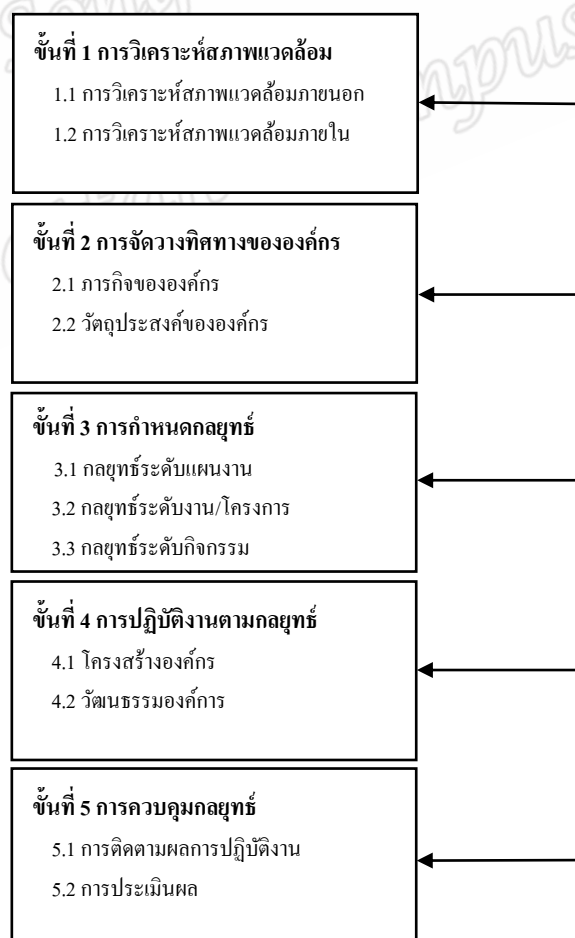 ขั้นที่ 1 การวิเคราะห์สภาพแวดล้อม
1.1 การวิเคราะห์สภาพแวดล้อมภายนอก
1.2 การวิเคราะห์สภาพแวดล้อมภายใน
ขั้นที่ 2 การจัดวางทิศทางขององค์กร
2.1 ภารกิจขององค์กร
2.2 วัตถุประสงค์ขององค์กร
ขั้นที่ 3 การกำหนดกลยุทธ์
3.1 กลยุทธ์ระดับแผนงาน
3.2 กลยุทธ์ระดับงาน/โครงการ
3.3 กลยุทธ์ระดับกิจกรรม
ขั้นที่ 4 การปฏิบัติงานตามกลยุทธ์
4.1 โครงสร้างองค์กร
4.2 วัฒนธรรมองค์การ
ขั้นที่ 5 การควบคุมกลยุทธ์
5.1 การติดตามผลการปฏิบัติงาน
5.2 การประเมินผล